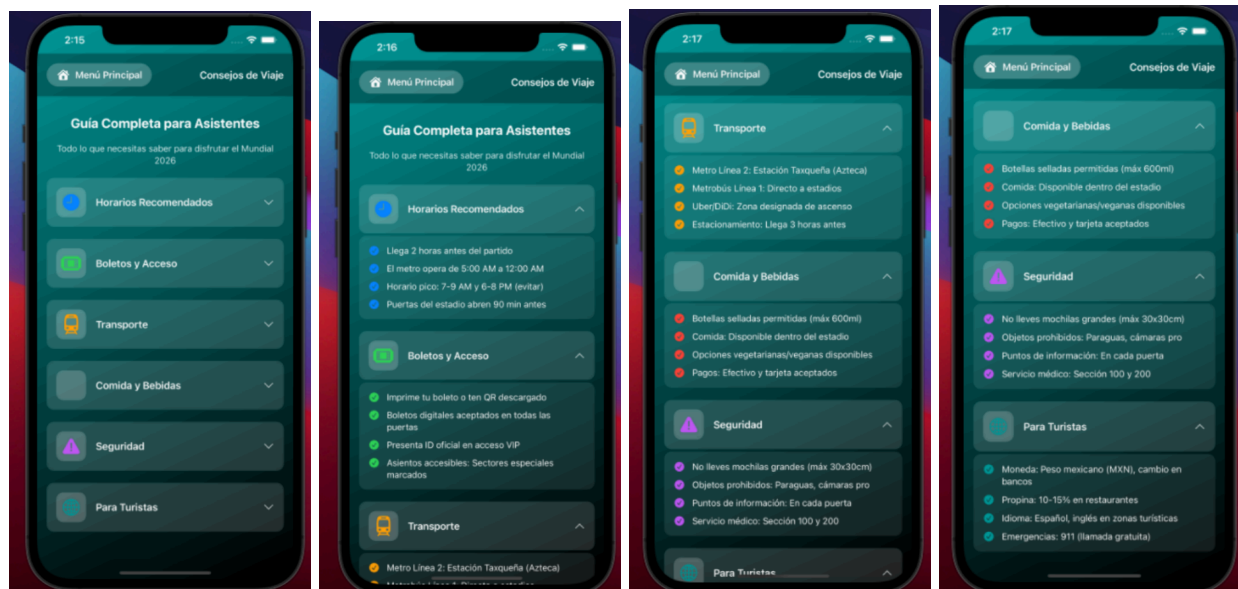 2:15
Menú Principal
Consejos de Viaje
Guía Completa para Asistentes
Todo lo que necesitas saber para disfrutar el Mundial
2026
Horarios Recomendados
Boletos y Acceso
Transporte
Comida y Bebidas
Seguridad
Para Turistas
2:16
Menú Principal
Consejos de Viaje
Guía Completa para Asistentes
Todo lo que necesitas saber para disfrutar el Mundial
2026
Horarios Recomendados
Llega 2 horas antes del partido
El metro opera de 5:00 AM a 12:00 AM
Horario pico: 7-9 AM y 6-8 PM (evitar)
Puertas del estadio abren 90 min antes
Boletos y Acceso
Imprime tu boleto o ten QR descargado
Boletos digitales aceptados en todas las
puertas
Presenta ID oficial en acceso VIP
Asientos accesibles: Sectores especiales
marcados
Transporte
Metro Línea 2: Estación Taxqueña (Azteca)
Metrobús Línea 1: Directo a estadios
2:17
Menú Principal
Consejos de Viaje
Transporte
Metro Línea 2: Estación Taxqueña (Azteca)
Metrobús Línea 1: Directo a estadios
Uber/DiDi: Zona designada de ascenso
Estacionamiento: Llega 3 horas antes
Comida y Bebidas
Botellas selladas permitidas (máx 600ml)
Comida: Disponible dentro del estadio
Opciones vegetarianas/veganas disponibles
Pagos: Efectivo y tarjeta aceptados
Seguridad
No lleves mochilas grandes (máx 30x30cm)
Objetos prohibidos: Paraguas, cámaras pro
Puntos de información: En cada puerta
Servicio médico: Sección 100 y 200
Para Turistas
2:17
Menú Principal
Consejos de Viaje
Comida y Bebidas
Botellas selladas permitidas (máx 600ml)
Comida: Disponible dentro del estadio
Opciones vegetarianas/veganas disponibles
Pagos: Efectivo y tarjeta aceptados
Seguridad
No lleves mochilas grandes (máx 30x30cm)
Objetos prohibidos: Paraguas, cámaras pro
Puntos de información: En cada puerta
Servicio médico: Sección 100 y 200
Para Turistas
Moneda: Peso mexicano (MXN), cambio en
bancos
Propina: 10-15% en restaurantes
Idioma: Español, inglés en zonas turísticas
Emergencias: 911 (llamada gratuita)